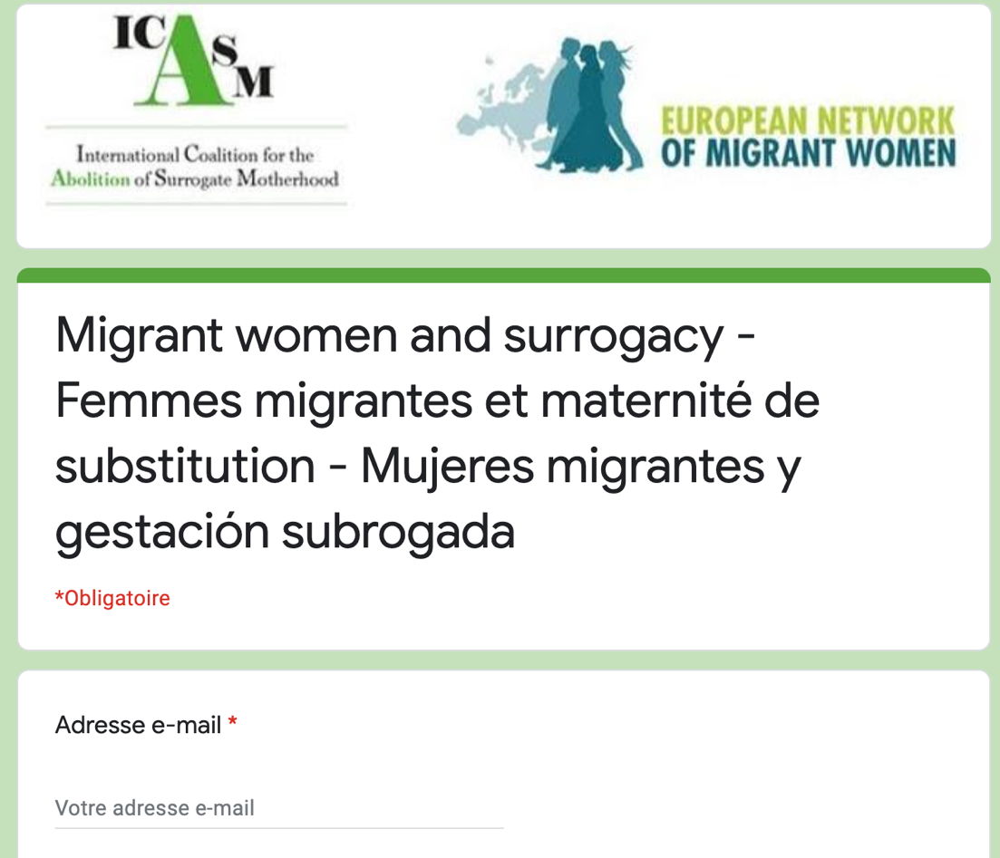 ICASM
International Coalition for the
Abolition of Surrogate Motherhood
EUROPEAN NETWORK
OF MIGRANT WOMEN
Migrant women and surrogacy -
Femmes migrantes et maternité de
substitution - Mujeres migrantes y
gestación subrogada
*Obligatoire
Adresse e-mail *
Votre adresse e-mail